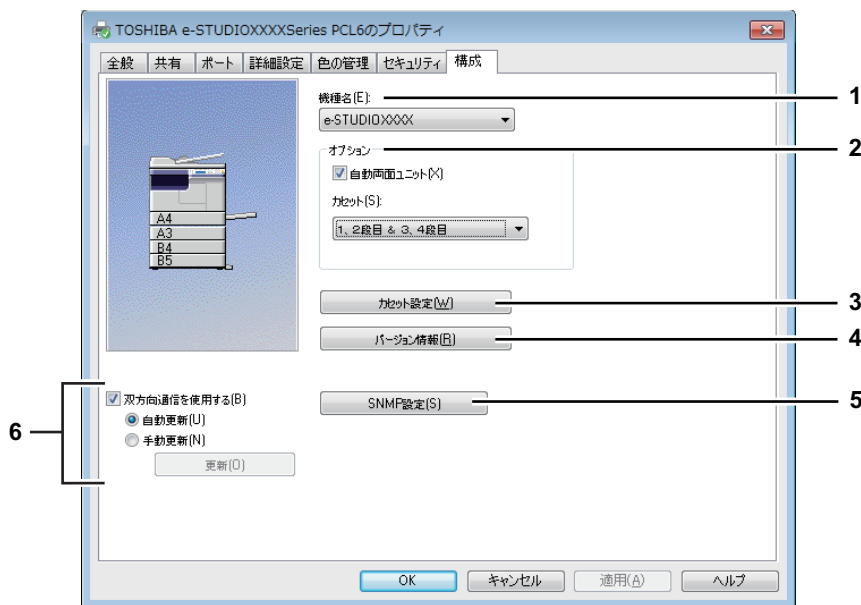 TOSHIBA e-STUDIOXXXXSeries PCL6のプロパティ
全般 共有 ポート 詳細設定 色の管理 セキュリティ 構成
機種名(E):
1
e-STUDIOXXXX
オプション
2
自動両面ユニット(X)
カセット(S):
1、2段目 & 3、4段目
A4
A3
B4
B5
カセット設定(W)
3
バージョン情報(R)
4
双方向通信を使用する(B)
SNMP設定(S)
5
6
自動更新(U)
手動更新(N)
更新(O)
OK キャンセル 適用(A) ヘルプ